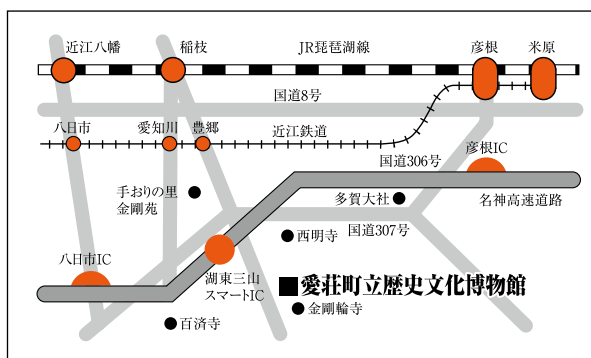 近江八幡
稲枝
JR琵琶湖線
彦根
米原
国道8号
八日市
愛知川
豊郷
近江鉄道
国道306号
彦根IC
手おりの里
金剛苑
多賀大社
名神高速道路
国道307号
西明寺
八日市IC
湖東三山
スマートIC
愛荘町立歴史文化博物館
金剛輪寺
百済寺